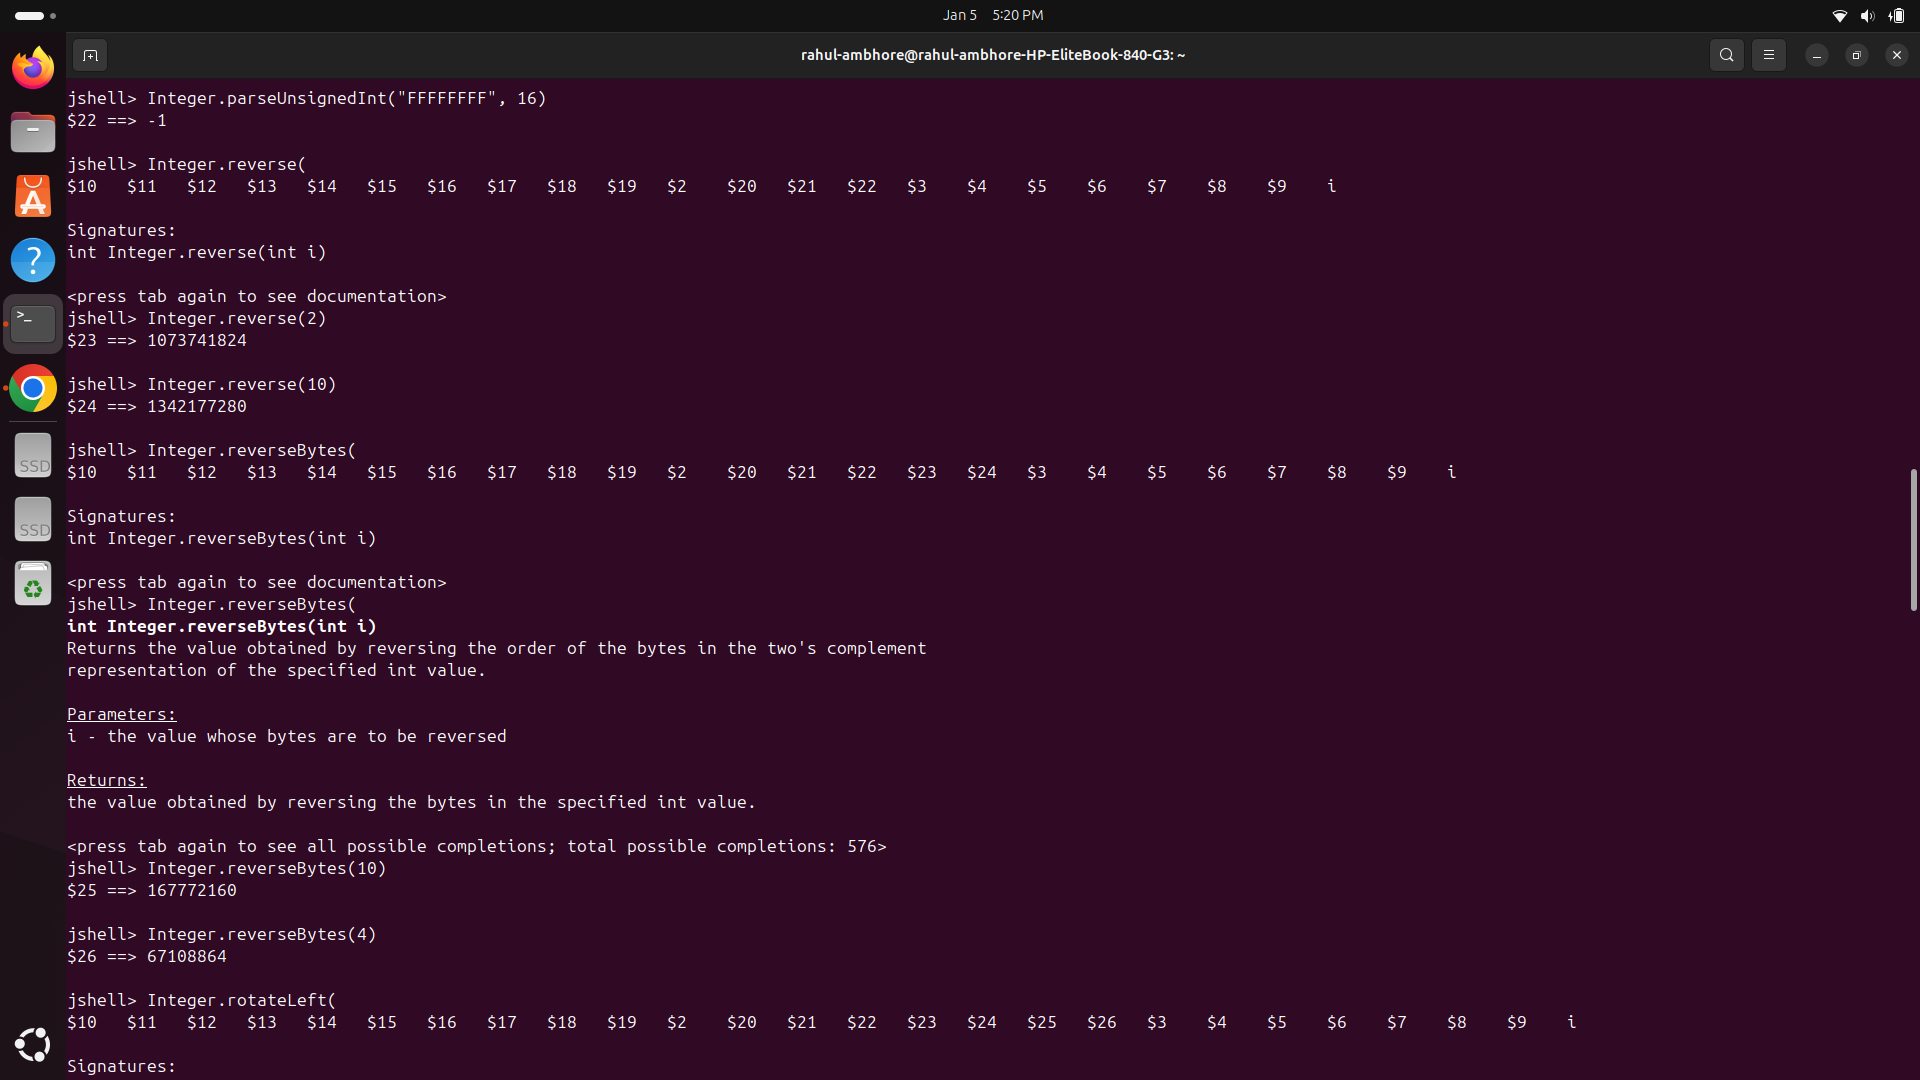 Jan 5 5:20 PM
rahul-ambhore@rahul-ambhore-HP-EliteBook-840-G3: ~
jshell> Integer.parseUnsignedInt("FFFFFFFF", 16)
$22 ==> -1
jshell> Integer.reverse(
$10 $11 $12 $13 $14 $15 $16 $17 $18 $19 $2 $20 $21 $22 $3 $4 $5 $6 $7 $8 $9 i
Signatures:
int Integer.reverse(int i)
<press tab again to see documentation>
jshell> Integer.reverse(2)
$23 ==> 1073741824
jshell> Integer.reverse(10)
$24 ==> 1342177280
jshell> Integer.reverseBytes(
$10 $11 $12 $13 $14 $15 $16 $17 $18 $19 $2 $20 $21 $22 $23 $24 $3 $4 $5 $6 $7 $8 $9 i
Signatures:
int Integer.reverseBytes(int i)
<press tab again to see documentation>
jshell> Integer.reverseBytes(
int Integer.reverseBytes(int i)
Returns the value obtained by reversing the order of the bytes in the two's complement
representation of the specified int value.
Parameters:
i - the value whose bytes are to be reversed
Returns:
the value obtained by reversing the bytes in the specified int value.
<press tab again to see all possible completions; total possible completions: 576>
jshell> Integer.reverseBytes(10)
$25 ==> 167772160
jshell> Integer.reverseBytes(4)
$26 ==> 67108864
jshell> Integer.rotateLeft(
$10 $11 $12 $13 $14 $15 $16 $17 $18 $19 $2 $20 $21 $22 $23 $24 $25 $26 $3 $4 $5 $6 $7 $8 $9 i
Signatures:
SSD
SSD